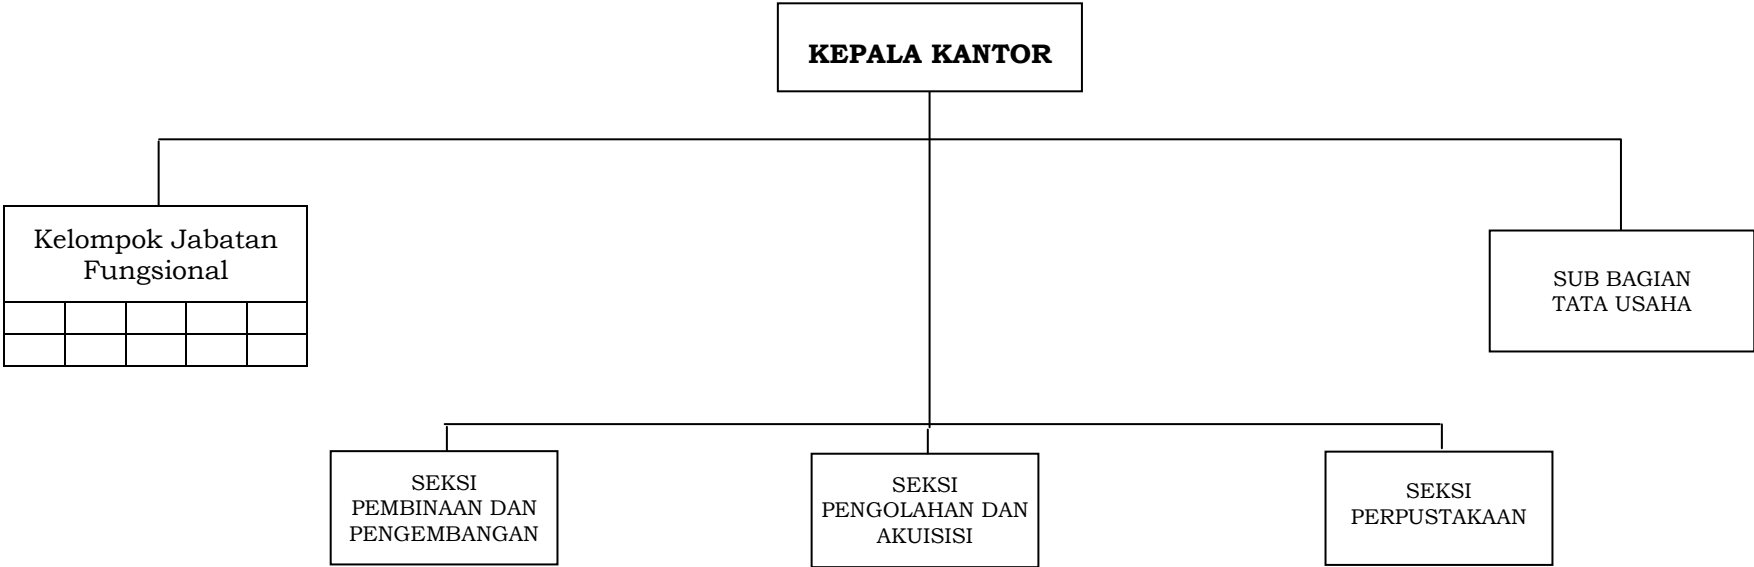 KEPALA KANTOR
Kelompok Jabatan
Fungsional
SUB BAGIAN
TATA USAHA
SEKSI
PEMBINAAN DAN
PENGEMBANGAN
SEKSI
PENGOLAHAN DAN
AKUISISI
SEKSI
PERPUSTAKAAN